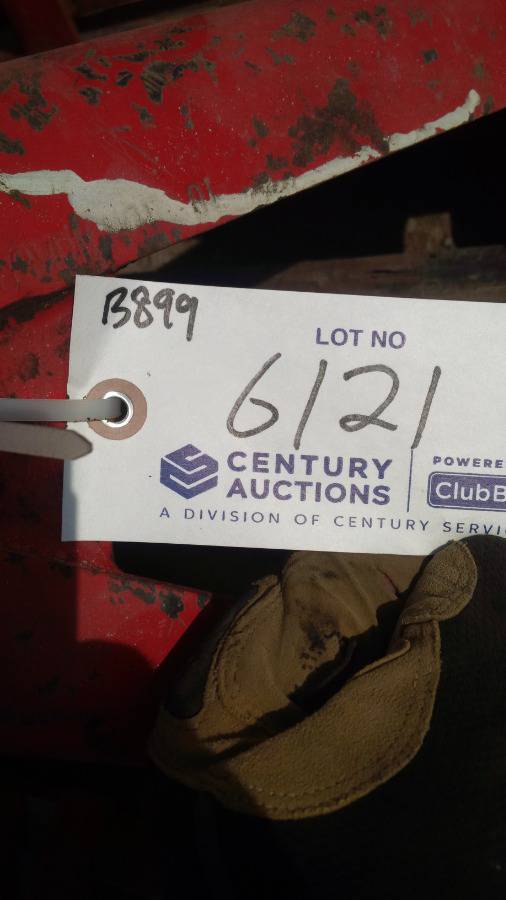 B899
LOT NO
6121
CENTURY
AUCTIONS
POWERE
ClubB
A DIVISION OF CENTURY SERVI